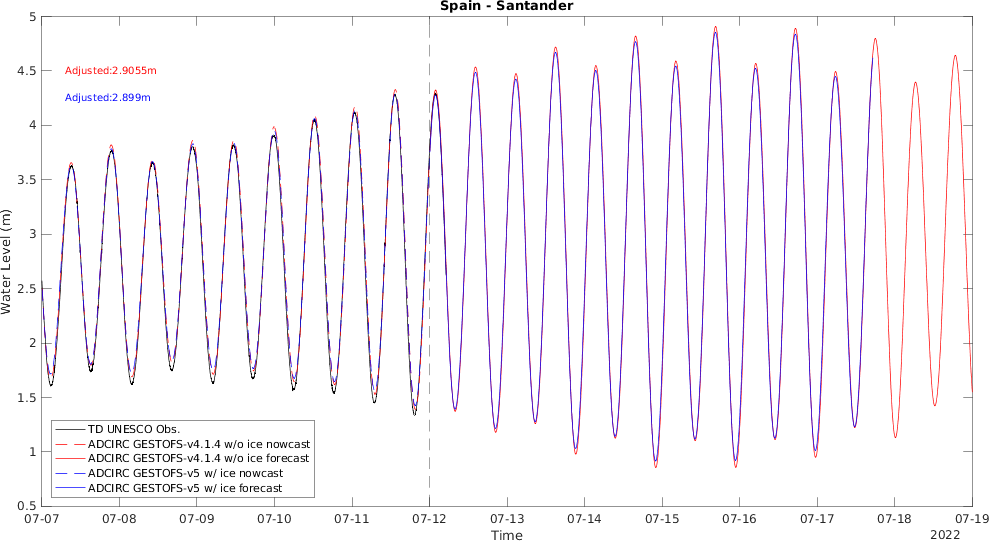 Spain - Santander
5
4.5
4
3.5
3
2.5
2
1.5
1
0.5
Water Level (m)
Adjusted:2.9055m
Adjusted:2.899m
TD UNESCO Obs.
ADCIRC GESTOFS-v4.1.4 w/o ice nowcast
ADCIRC GESTOFS-v4.1.4 w/o ice forecast
ADCIRC GESTOFS-v5 w/ ice nowcast
ADCIRC GESTOFS-v5 w/ ice forecast
07-07 07-08 07-09 07-10 07-11 07-12 07-13 07-14 07-15 07-16 07-17 07-18 07-19
Time
2022